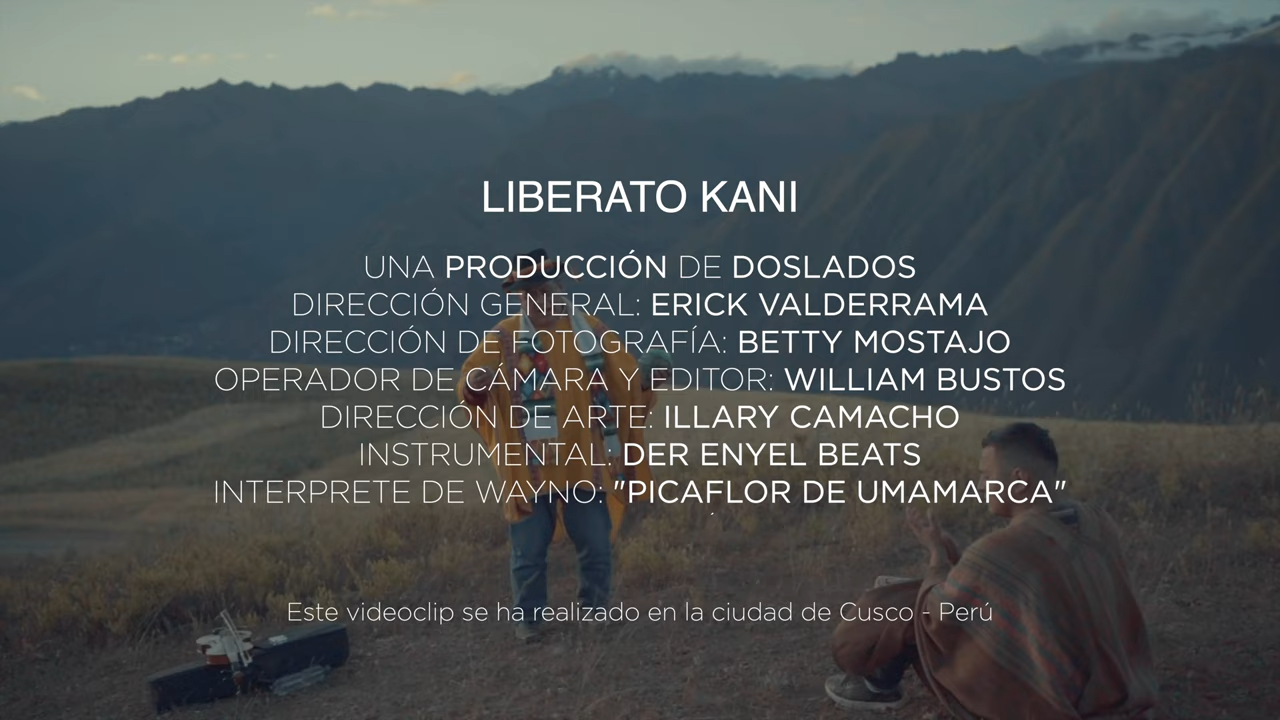 LIBERATO KANI
UNA PRODUCCIÓN DE DOSLADOS
DIRECCIÓN GENERAL: ERICK VALDERRAMA
DIRECCIÓN DE FOTOGRAFÍA: BETTY MOSTAJO
OPERADOR DE CÁMARA Y EDITOR: WILLIAM BUSTOS
DIRECCIÓN DE ARTE: ILLARY CAMACHO
INSTRUMENTAL: DER ENYEL BEATS
INTERPRETE DE WAYNO: "PICAFLOR DE UMAMARCA"
Este videoclip se ha realizado en la ciudad de Cusco - Perú